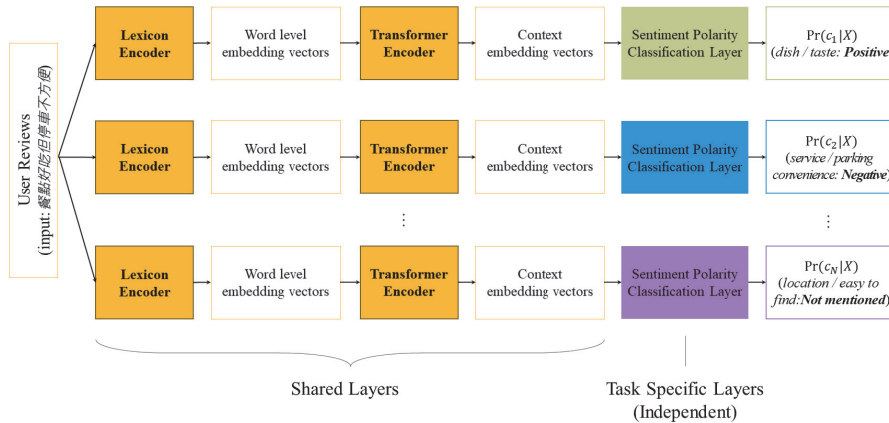 User Reviews
(input: 餐點好吃但停車不方便)
Lexicon
Encoder
Word level
embedding vectors
Transformer
Encoder
Context
embedding vectors
Sentiment Polarity
Classification Layer
Pr(c₁|X)
(dish / taste: Positive
Lexicon
Encoder
Word level
embedding vectors
Transformer
Encoder
Context
embedding vectors
Sentiment Polarity
Classification Layer
Pr(c₂|X)
(service / parking
convenience: Negative)
⋮
⋮
Lexicon
Encoder
Word level
embedding vectors
Transformer
Encoder
Context
embedding vectors
Sentiment Polarity
Classification Layer
Pr(c_N|X)
(location / easy to
find:Not mentioned)
Shared Layers
Task Specific Layers
(Independent)